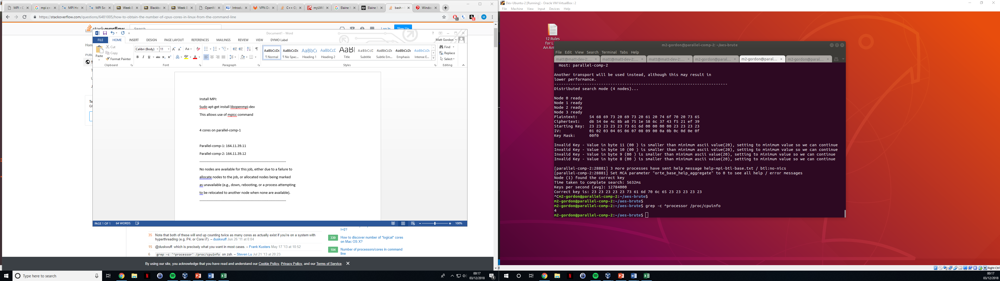 MPI - C
mpi c+
MPI He
MPI Se
Week 8
Blackbo
Week 8
OpenM
Introdu
VPN De
C++ Op
myUWE
Elaine M
Elaine M
bash -
Window
https://stackoverflow.com/questions/6481005/how-to-obtain-the-number-of-cpus-cores-in-linux-from-the-command-line
stackoverflow
Search
Log In
Sign Up
Hom
PUBL
Te
Q&
Document1 - Word
FILE
HOME
INSERT
DESIGN
PAGE LAYOUT
REFERENCES
MAILINGS
REVIEW
VIEW
DYMO Label
Matt Gordon
Paste
Cut
Copy
Format Painter
Clipboard
Calibri (Body)
11
Font
Paragraph
AaBbCcDc
AaBbCcDc
AaBbCc
AaBbCcD
AaBl
AaBbCcD
AaBbCcDc
AaBbCcDc
AaBbCcDc
¶ Normal
¶ No Spac...
Heading 1
Heading 2
Title
Subtitle
Subtle Em...
Emphasis
Intense E...
Styles
Find
Replace
Select
Editing
Install MPI:
Sudo apt-get install libopenmpi-dev
This allows use of mpicc command
4 cores on parallel-comp-1
Parallel-comp-1: 164.11.39.11
Parallel-comp-2: 164.11.39.12
--------------------------------------------------------------------------
No nodes are available for this job, either due to a failure to
allocate nodes to the job, or allocated nodes being marked
as unavailable (e.g., down, rebooting, or a process attempting
to be relocated to another node when none are available).
--------------------------------------------------------------------------
PAGE 1 OF 1
64 WORDS
100%
35 Note that both of these will end up counting twice as many cores as actually exist if you're on a system with
hyperthreading (e.g. P4, or Core i7). – duskwuff Jun 26 '11 at 0:04
15 @duskwuff: which is precisely what you want in most cases. – Frank Kusters May 17 '13 at 10:52
6 grep -c '^processor' /proc/cpuinfo on zsh. – Steven Lu Jul 21 '13 at 20:23
!=0?
339 How to discover number of *logical* cores
on Mac OS X?
104 Number of processors/cores in command
line
By using our site, you acknowledge that you have read and understand our Cookie Policy, Privacy Policy, and our Terms of Service.
Type here to search
00:17
03/12/2018
Dev-Ubuntu-2 [Running] - Oracle VM VirtualBox : 2
File Machine View Input Devices Help
12 Rules
for L
An An
m2-gordon@parallel-comp-2: ~/aes-brute
File Edit View Search Terminal Tabs Help
matt@matt-dev-2:...
matt@matt-dev-2:...
matt@matt-dev-2:...
m2-gordon@paral...
m2-gordon@paral...
m2-gordon@paral...
Host: parallel-comp-2
Another transport will be used instead, although this may result in
lower performance.
--------------------------------------------------------------------------
Distributed search mode (4 nodes)...
Node 0 ready
Node 1 ready
Node 2 ready
Node 3 ready
Plaintext: 54 68 69 73 20 69 73 20 61 20 74 6f 70 20 73 65
Ciphertext: d6 54 6e 4c 8b a8 75 1e 58 6c 37 43 f5 21 ef 39
Starting Key: 23 23 23 23 23 73 61 6d 00 00 00 00 23 23 23 23
IV: 01 02 03 04 05 06 07 08 09 00 0a 0b 0c 0d 0e 0f
Key Mask: 00f0
Invalid Key - Value in byte 11 (00 ) is smaller than minimum ascii value(20), setting to minimum value so we can continue
Invalid Key - Value in byte 10 (00 ) is smaller than minimum ascii value(20), setting to minimum value so we can continue
Invalid Key - Value in byte 9 (00 ) is smaller than minimum ascii value(20), setting to minimum value so we can continue
Invalid Key - Value in byte 8 (00 ) is smaller than minimum ascii value(20), setting to minimum value so we can continue
[parallel-comp-2:28881] 3 more processes have sent help message help-mpi-btl-base.txt / btl:no-nics
[parallel-comp-2:28881] Set MCA parameter "orte_base_help_aggregate" to 0 to see all help / error messages
Node (1) found the correct key
Time taken to complete search: 5632ms
Keys per second (avg): 12784000
Correct key is: 23 23 23 23 23 73 61 6d 70 6c 65 23 23 23 23 23
^Cm2-gordon@parallel-comp-2:~/aes-brute$
m2-gordon@parallel-comp-2:~/aes-brute$
m2-gordon@parallel-comp-2:~/aes-brute$ grep -c ^processor /proc/cpuinfo
4
m2-gordon@parallel-comp-2:~/aes-brute$
Right Ctrl
00:17
03/12/2018